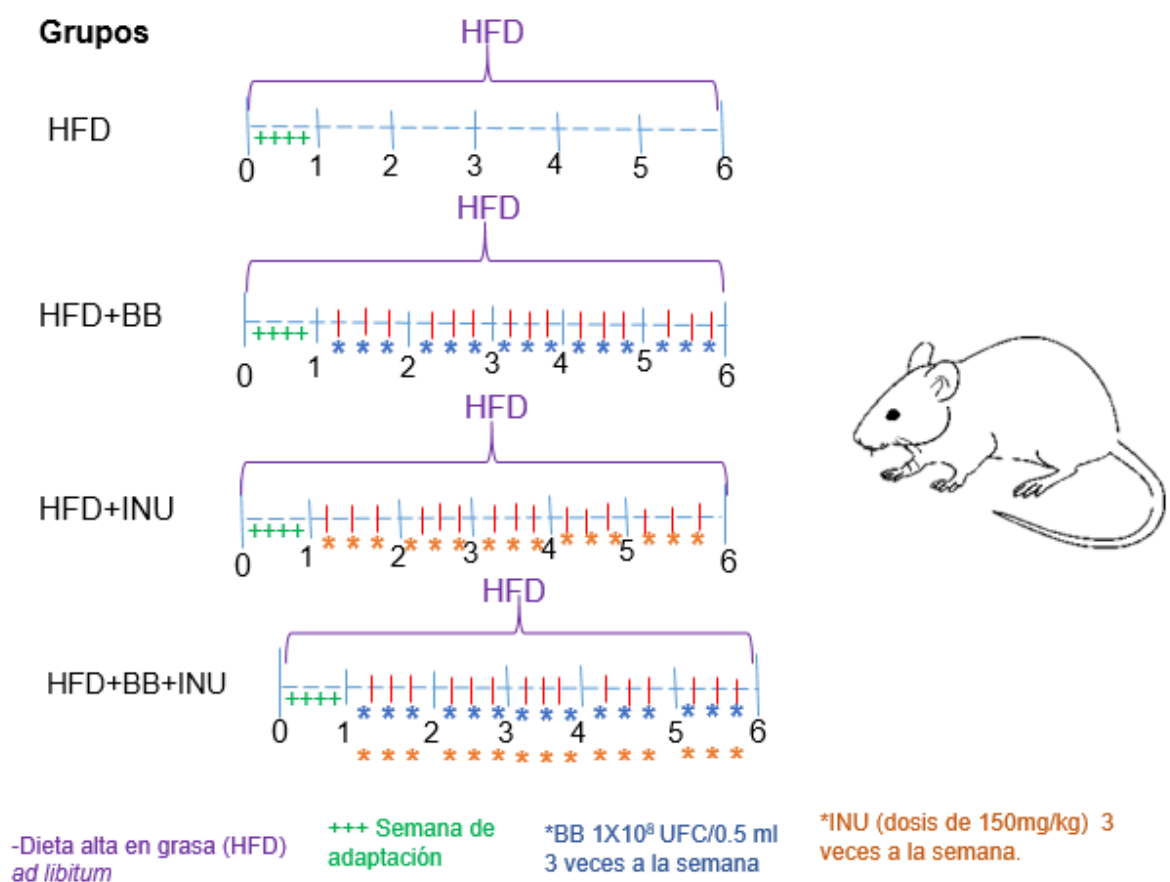 Grupos
HFD
HFD
++++
0 1 2 3 4 5 6
HFD
HFD+BB
++++ * * * * * * * * * * * * * * *
0 1 2 3 4 5 6
HFD
HFD+INU
++++ * * * * * * * * * * * * * * *
0 1 2 3 4 5 6
HFD
HFD+BB+INU
++++ * * * * * * * * * * * * * * *
0 1 2 3 4 5 6
* * * * * * * * * * * * * * *
-Dieta alta en grasa (HFD)
ad libitum
+++ Semana de
adaptación
*BB 1X10⁸ UFC/0.5 ml
3 veces a la semana
*INU (dosis de 150mg/kg) 3
veces a la semana.